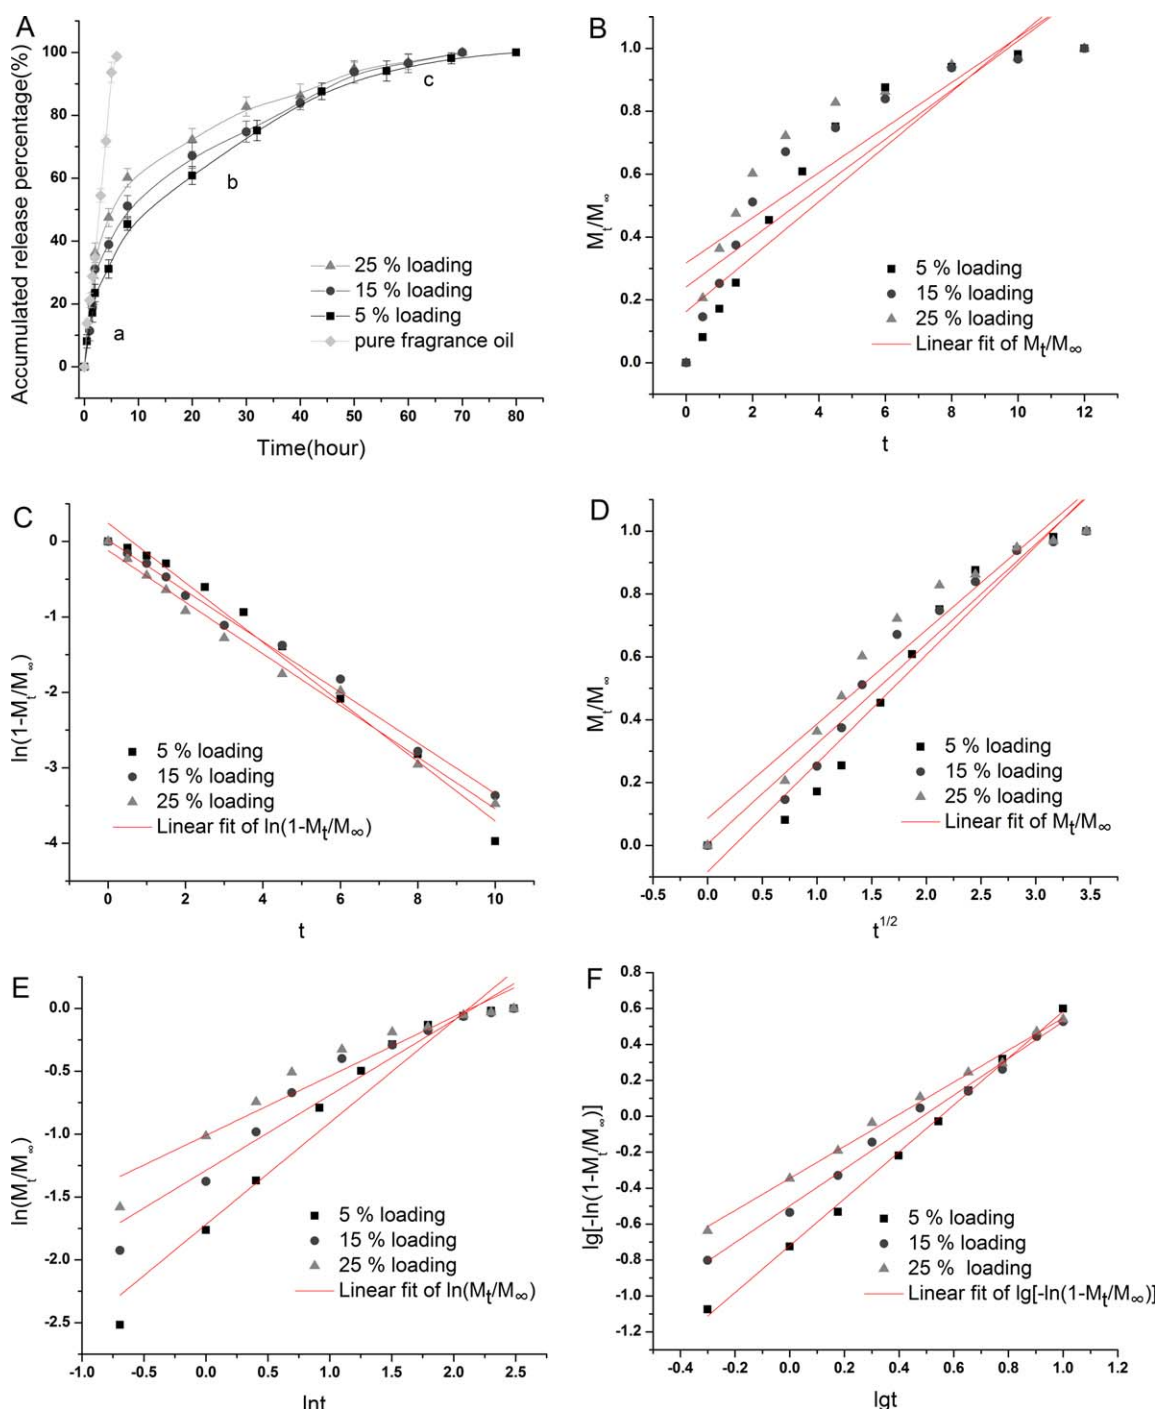 A
Accumulated release percentage(%)
100
80
60
40
20
0
c
b
a
25 % loading
15 % loading
5 % loading
pure fragrance oil
0 10 20 30 40 50 60 70 80
Time(hour)
B
Mt/M∞
1.0
0.8
0.6
0.4
0.2
0.0
5 % loading
15 % loading
25 % loading
Linear fit of Mt/M∞
0 2 4 6 8 10 12
t
C
ln(1-Mt/M∞)
0
-1
-2
-3
-4
5 % loading
15 % loading
25 % loading
Linear fit of ln(1-Mt/M∞)
0 2 4 6 8 10
t
D
Mt/M∞
1.0
0.8
0.6
0.4
0.2
0.0
5 % loading
15 % loading
25 % loading
Linear fit of Mt/M∞
-0.5 0.0 0.5 1.0 1.5 2.0 2.5 3.0 3.5
t1/2
E
ln(Mt/M∞)
0.0
-0.5
-1.0
-1.5
-2.0
-2.5
5 % loading
15 % loading
25 % loading
Linear fit of ln(Mt/M∞)
-1.0 -0.5 0.0 0.5 1.0 1.5 2.0 2.5
lnt
F
lg[-ln(1-Mt/M∞)]
0.8
0.6
0.4
0.2
0.0
-0.2
-0.4
-0.6
-0.8
-1.0
-1.2
5 % loading
15 % loading
25 % loading
Linear fit of lg[-ln(1-Mt/M∞)]
-0.4 -0.2 0.0 0.2 0.4 0.6 0.8 1.0
lgt